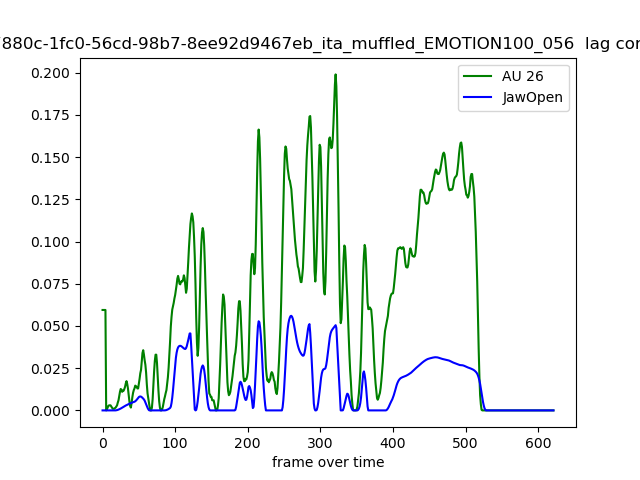 880c-1fc0-56cd-98b7-8ee92d9467eb_ita_muffled_EMOTION100_056 lag cor
0.200
0.175
0.150
0.125
0.100
0.075
0.050
0.025
0.000
AU 26
JawOpen
0 100 200 300 400 500 600
frame over time